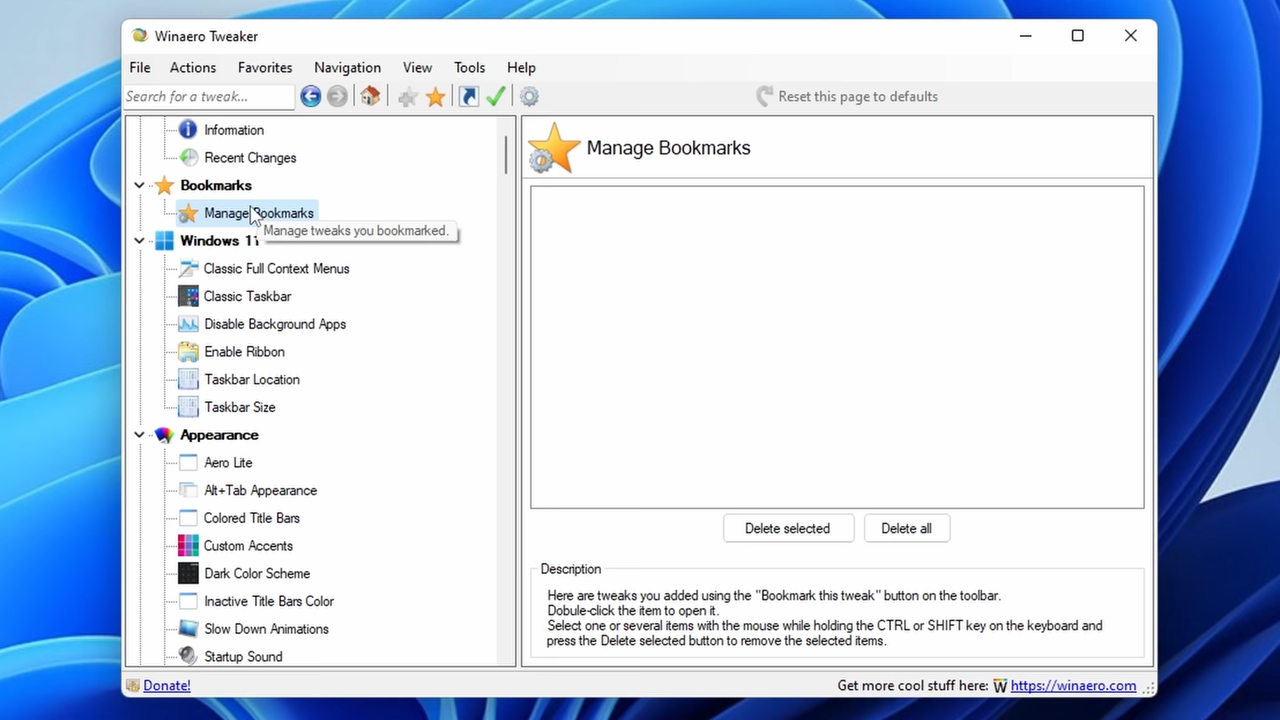 Winaero Tweaker
File Actions Favorites Navigation View Tools Help
Search for a tweak...
Reset this page to defaults
Information
Recent Changes
Bookmarks
Manage Bookmarks
Manage tweaks you bookmarked.
Windows 11
Classic Full Context Menus
Classic Taskbar
Disable Background Apps
Enable Ribbon
Taskbar Location
Taskbar Size
Appearance
Aero Lite
Alt+Tab Appearance
Colored Title Bars
Custom Accents
Dark Color Scheme
Inactive Title Bars Color
Slow Down Animations
Startup Sound
Manage Bookmarks
Delete selected
Delete all
Description
Here are tweaks you added using the "Bookmark this tweak" button on the toolbar.
Dobule-click the item to open it.
Select one or several items with the mouse while holding the CTRL or SHIFT key on the keyboard and
press the Delete selected button to remove the selected items.
Donate!
Get more cool stuff here: W https://winaero.com